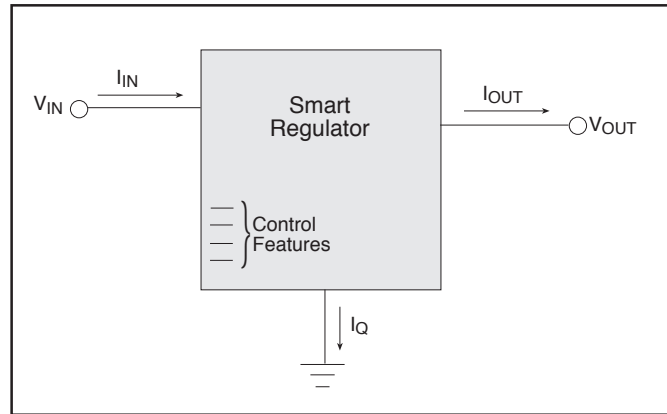 I_IN
V_IN
Smart
Regulator
I_OUT
V_OUT
Control
Features
I_Q